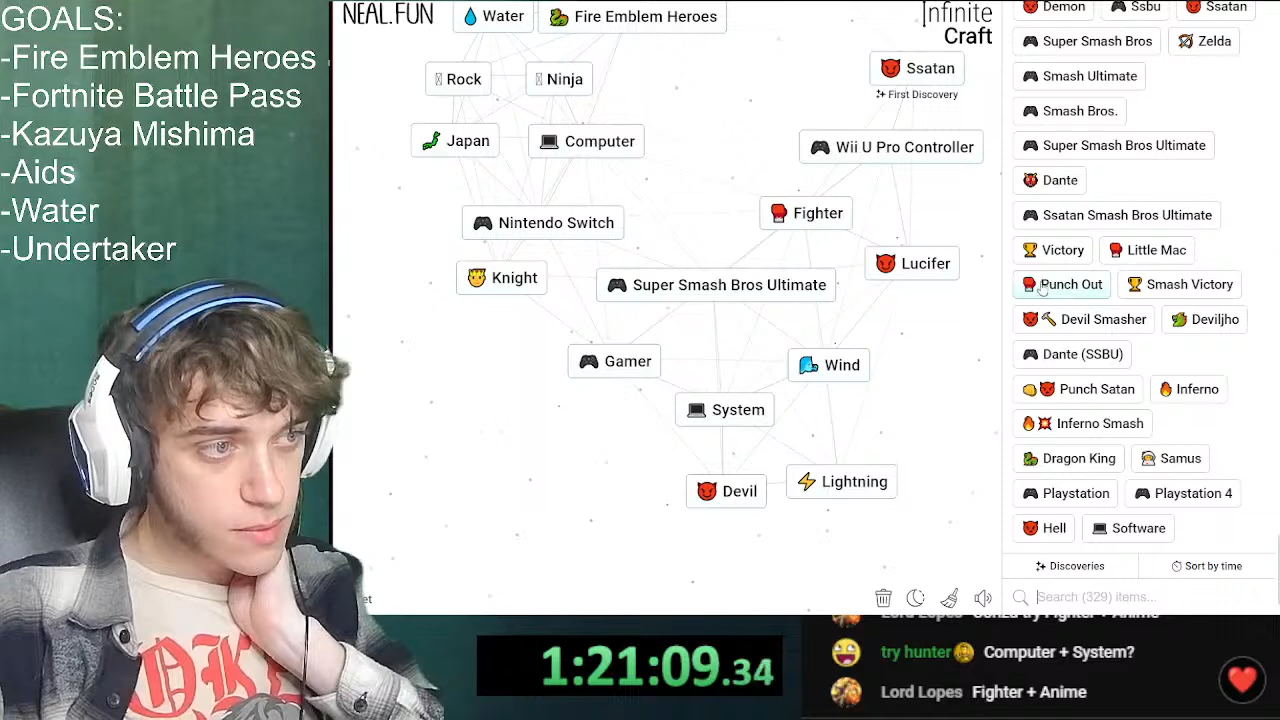 GOALS:
-Fire Emblem Heroes
-Fortnite Battle Pass
-Kazuya Mishima
-Aids
-Water
-Undertaker
NEAL.FUN
Water
Fire Emblem Heroes
Infinite
Craft
Rock
Ninja
Ssatan
First Discovery
Japan
Computer
Wii U Pro Controller
Nintendo Switch
Fighter
Knight
Super Smash Bros Ultimate
Lucifer
Gamer
Wind
System
Devil
Lightning
Demon
Ssbu
Ssatan
Super Smash Bros
Zelda
Smash Ultimate
Smash Bros.
Super Smash Bros Ultimate
Dante
Ssatan Smash Bros Ultimate
Victory
Little Mac
Punch Out
Smash Victory
Devil Smasher
Deviljho
Dante (SSBU)
Punch Satan
Inferno
Inferno Smash
Dragon King
Samus
Playstation
Playstation 4
Hell
Software
Discoveries
Sort by time
Search (329) items...
1:21:09.34
try hunter Computer + System?
Lord Lopes Fighter + Anime